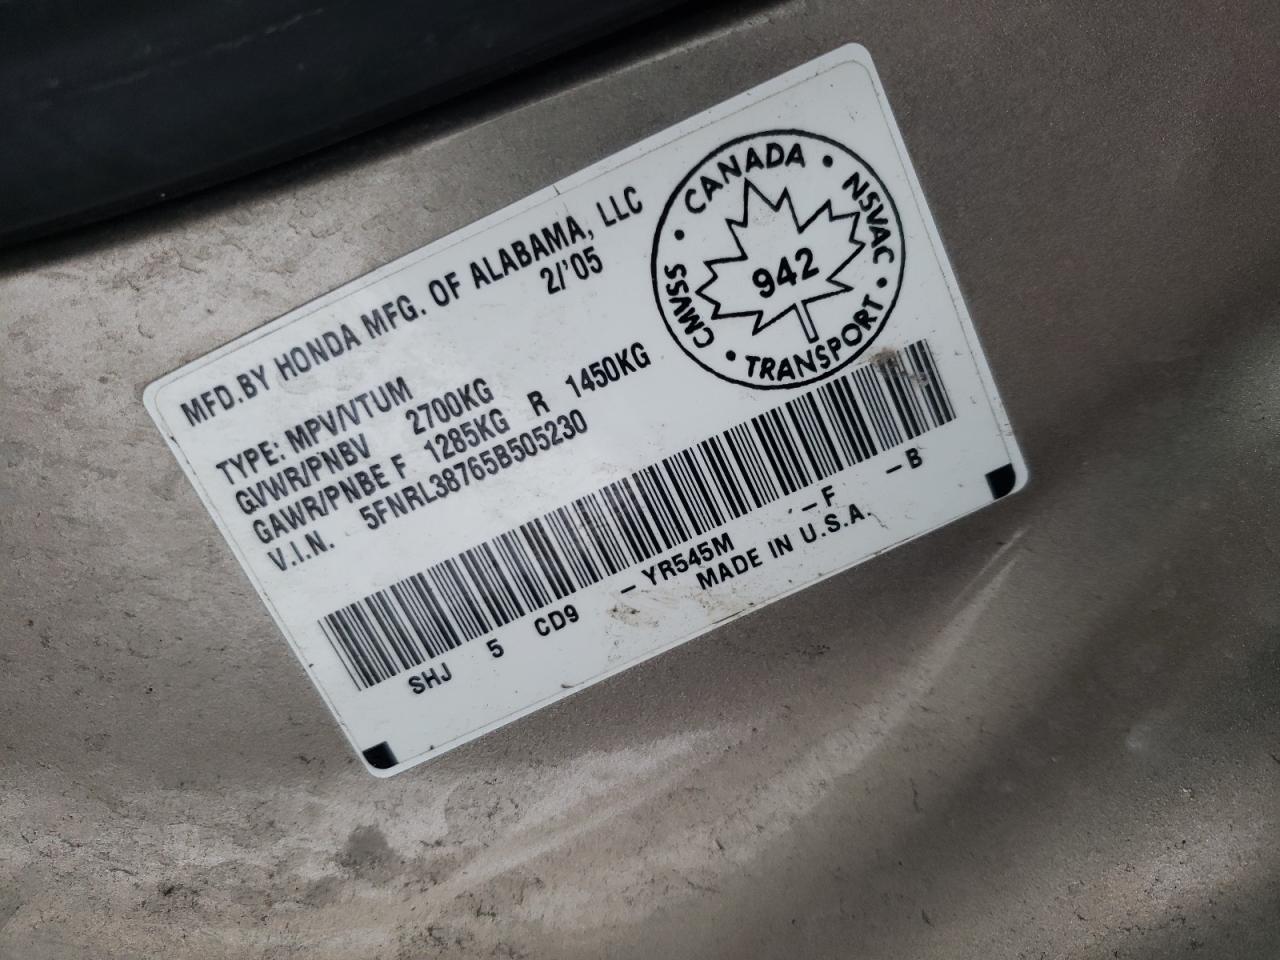 MFD.BY HONDA MFG. OF ALABAMA, LLC
2/'05
TYPE: MPV/VTUM
GVWR/PNBV 2700KG
GAWR/PNBE F 1285KG R 1450KG
V.I.N. 5FNRL38765B505230
CANADA • NSVAC • TRANSPORT • CMVSS •
942
SHJ 5 CD9 –YR545M –F –B
MADE IN U.S.A.